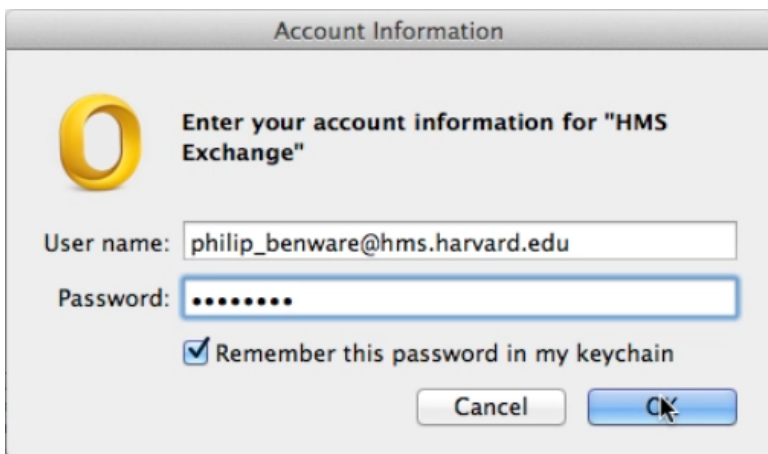 Account Information
Enter your account information for "HMS
Exchange"
User name: philip_benware@hms.harvard.edu
Password: ••••••••
Remember this password in my keychain
Cancel OK